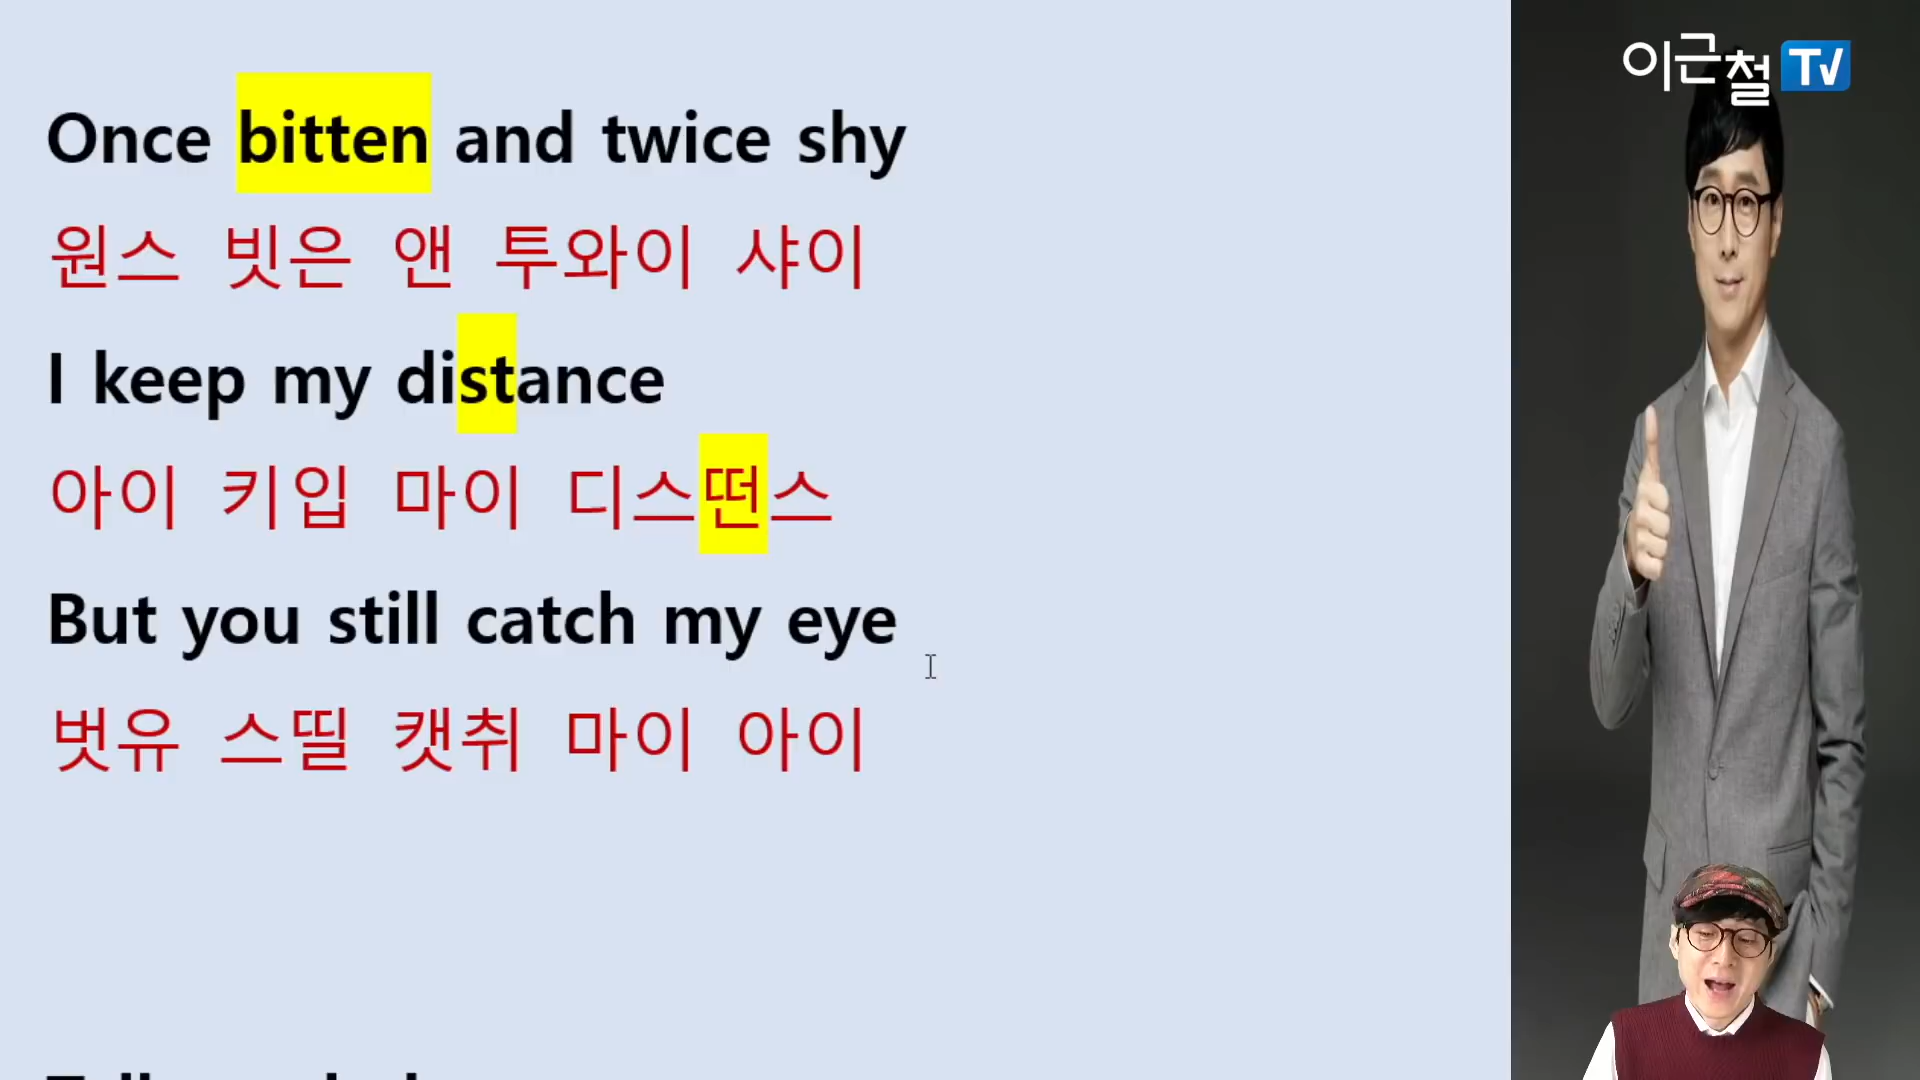 이근철 TV
Once bitten and twice shy
원스 빗은 앤 투와이 샤이
I keep my distance
아이 키입 마이 디스떤스
But you still catch my eye
벗유 스띨 캣취 마이 아이